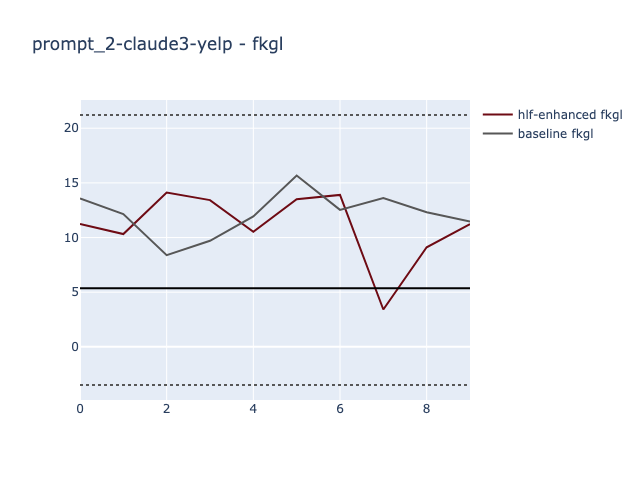 prompt_2-claude3-yelp - fkgl
hlf-enhanced fkgl
baseline fkgl
20
15
10
5
0
0 2 4 6 8